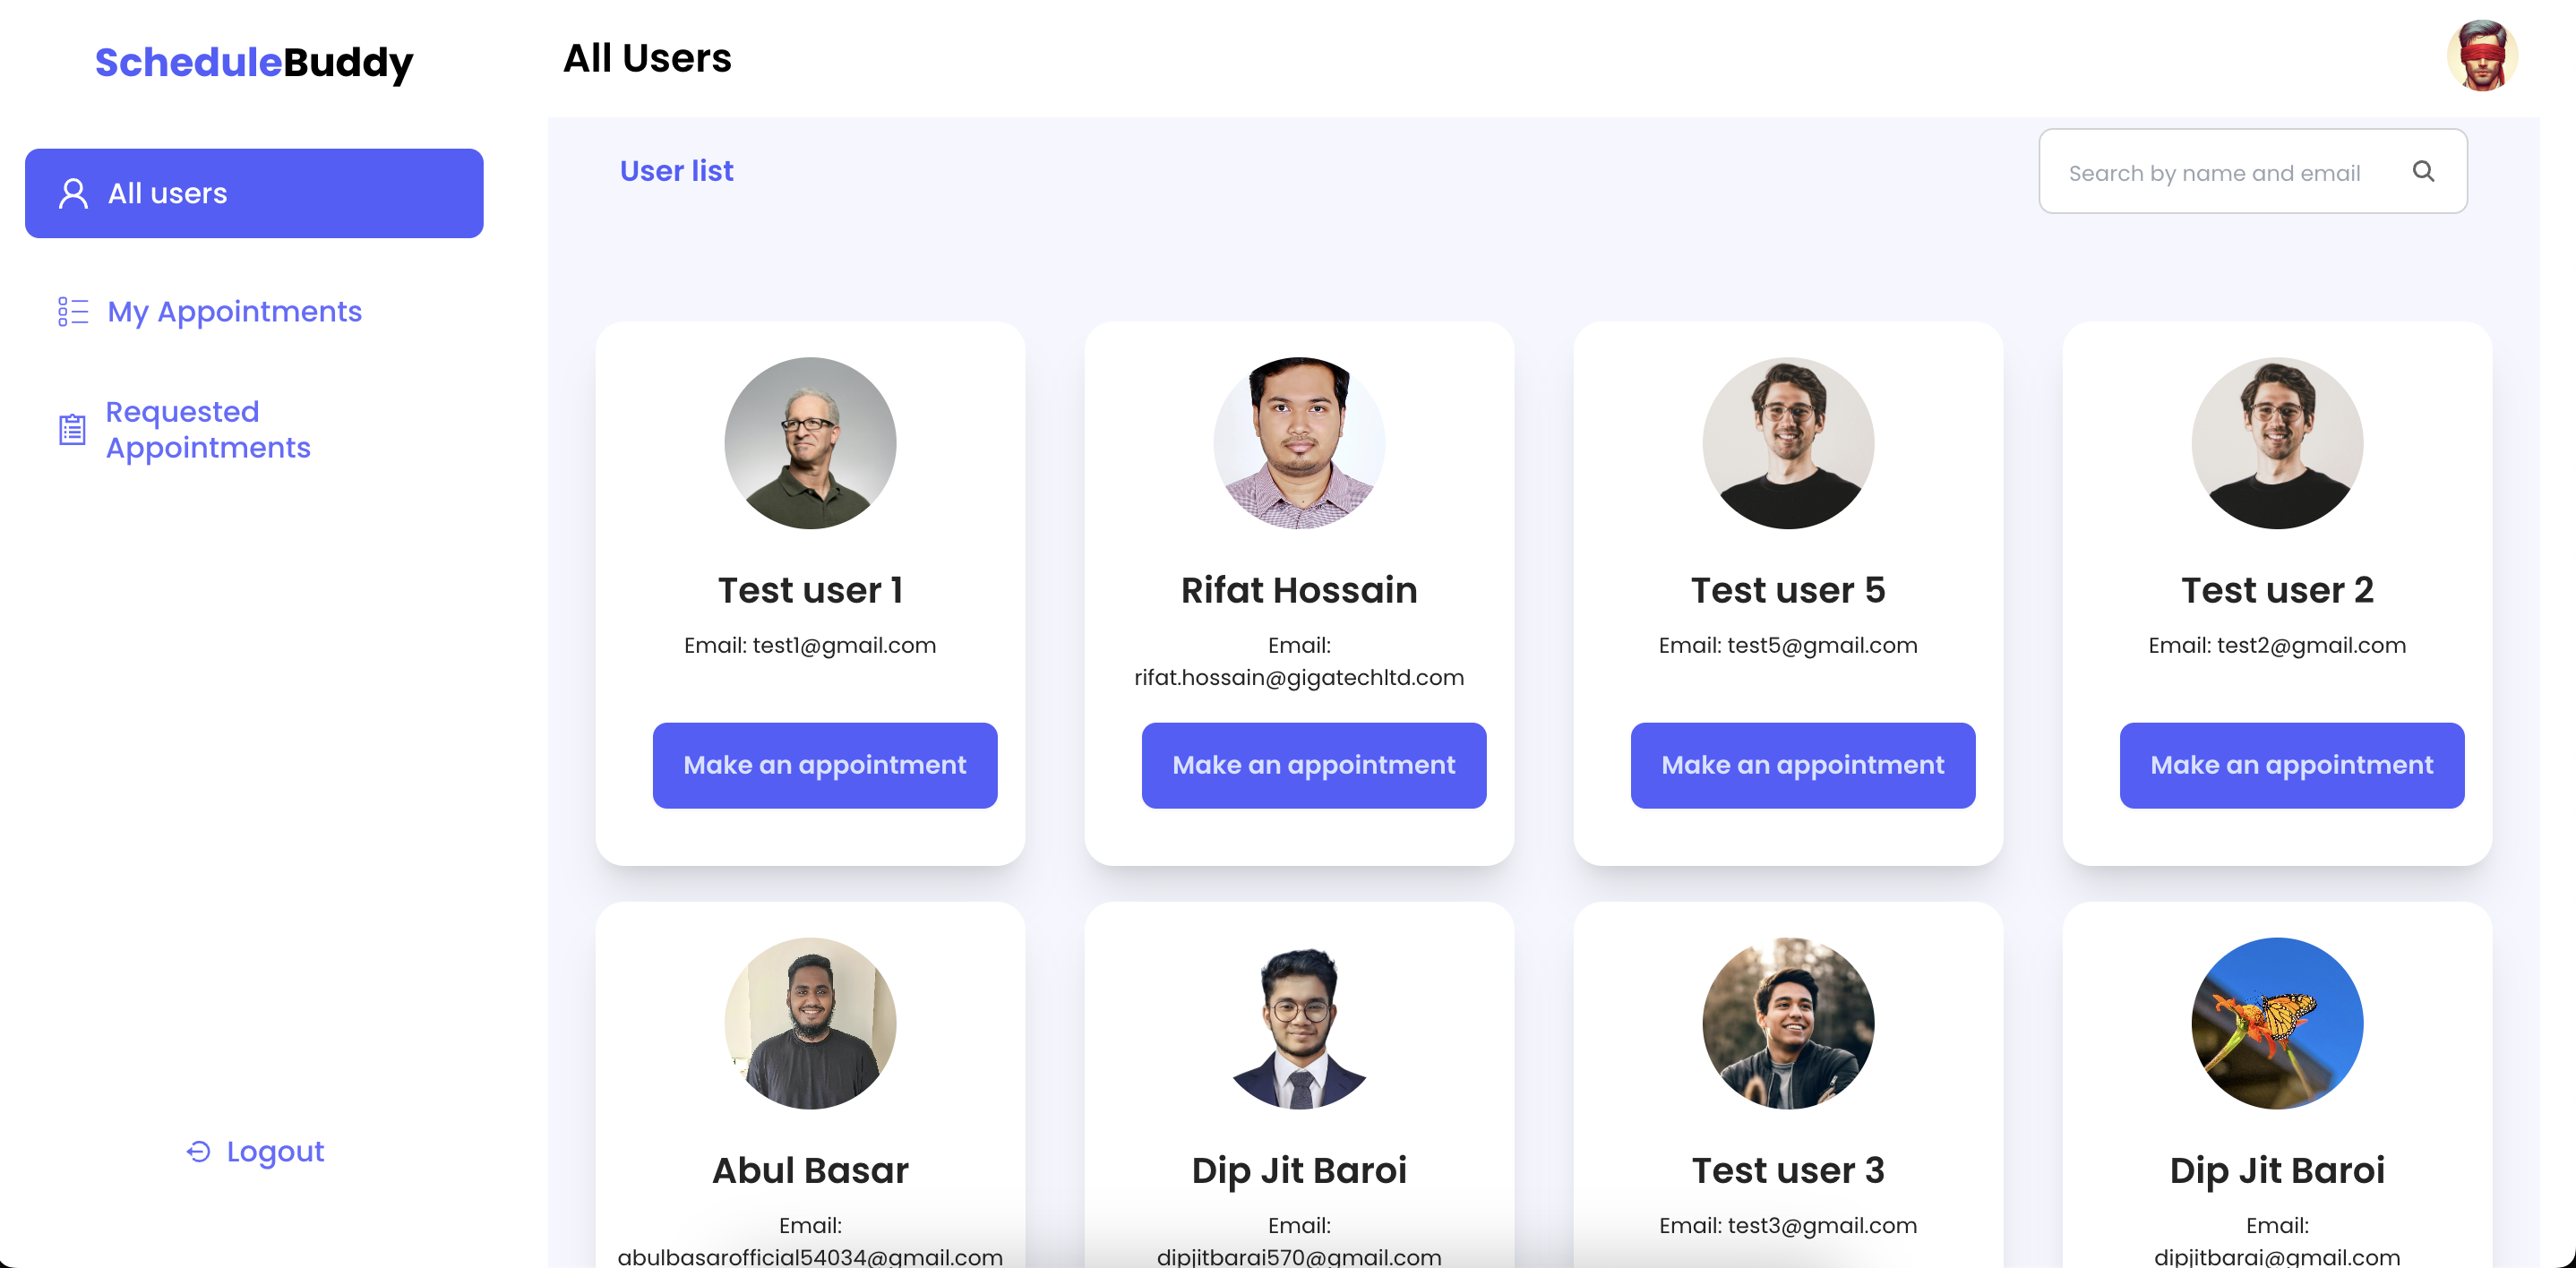 ScheduleBuddy
All Users
All users
My Appointments
Requested
Appointments
Logout
User list
Search by name and email
Test user 1
Email: test1@gmail.com
Make an appointment
Rifat Hossain
Email:
rifat.hossain@gigatechltd.com
Make an appointment
Test user 5
Email: test5@gmail.com
Make an appointment
Test user 2
Email: test2@gmail.com
Make an appointment
Abul Basar
Email:
abulbasarofficial54034@gmail.com
Dip Jit Baroi
Email:
dipjitbarai570@gmail.com
Test user 3
Email: test3@gmail.com
Dip Jit Baroi
Email:
dipjitbarai@gmail.com